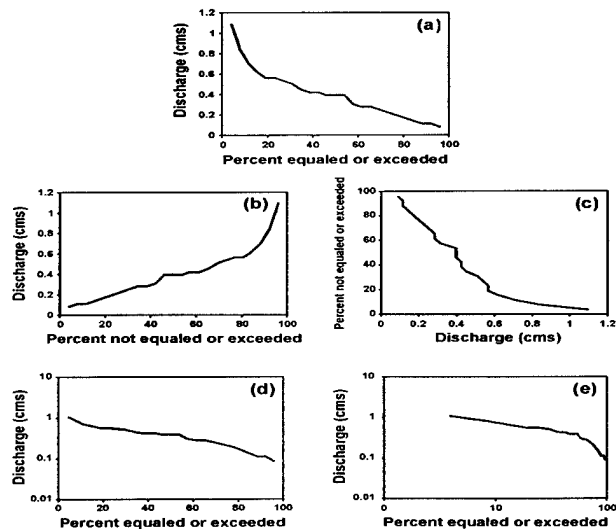 1.2
1
0.8
0.6
0.4
0.2
0
Discharge (cms)
(a)
0 20 40 60 80 100
Percent equaled or exceeded
1.2
1
0.8
0.6
0.4
0.2
0
Discharge (cms)
(b)
0 20 40 60 80 100
Percent not equaled or exceeded
100
80
60
40
20
0
Percent not equaled or exceeded
(c)
0 0.2 0.4 0.6 0.8 1 1.2
Discharge (cms)
10
1
0.1
0.01
Discharge (cms)
(d)
0 20 40 60 80 100
Percent equaled or exceeded
10
1
0.1
0.01
Discharge (cms)
(e)
1 10 100
Percent equaled or exceeded